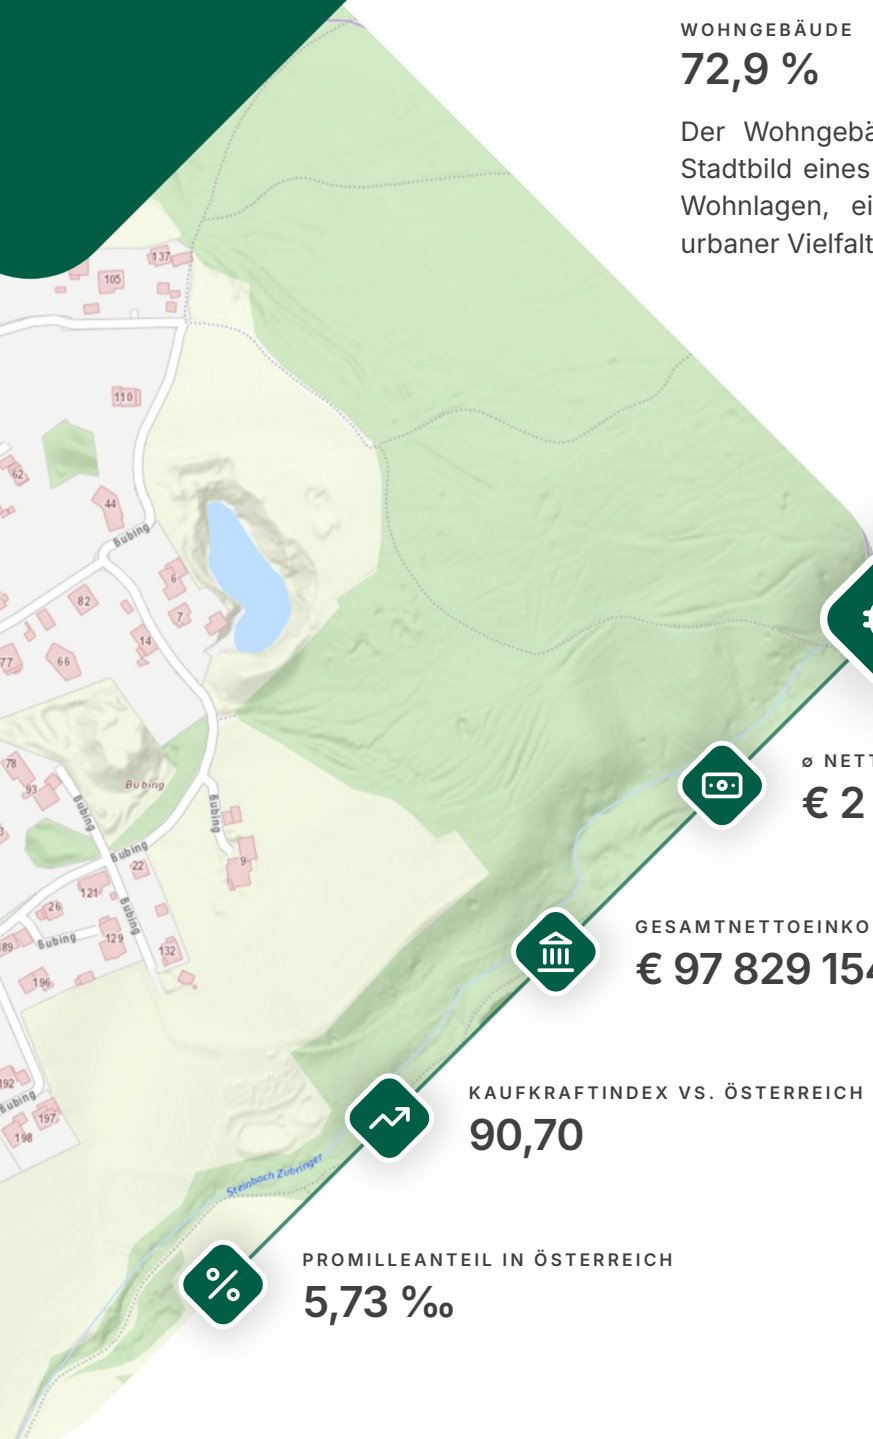 WOHNGEBÄUDE
72,9 %
Der Wohngebä
Stadtbild eines
Wohnlagen, ei
urbaner Vielfalt
137
105
110
62
44
Bubing
6
82
7
14
77
66
78
93
Bubing
Bubing
Bubing
Bubing
22
9
121
26
Bubing
189
Bubing
129
132
196
192
Bubing
197
198
Steinbach Zubringer
ø NETT
€ 2
GESAMTNETTOEINKO
€ 97 829 154
KAUFKRAFTINDEX VS. ÖSTERREICH
90,70
PROMILLEANTEIL IN ÖSTERREICH
5,73 ‰